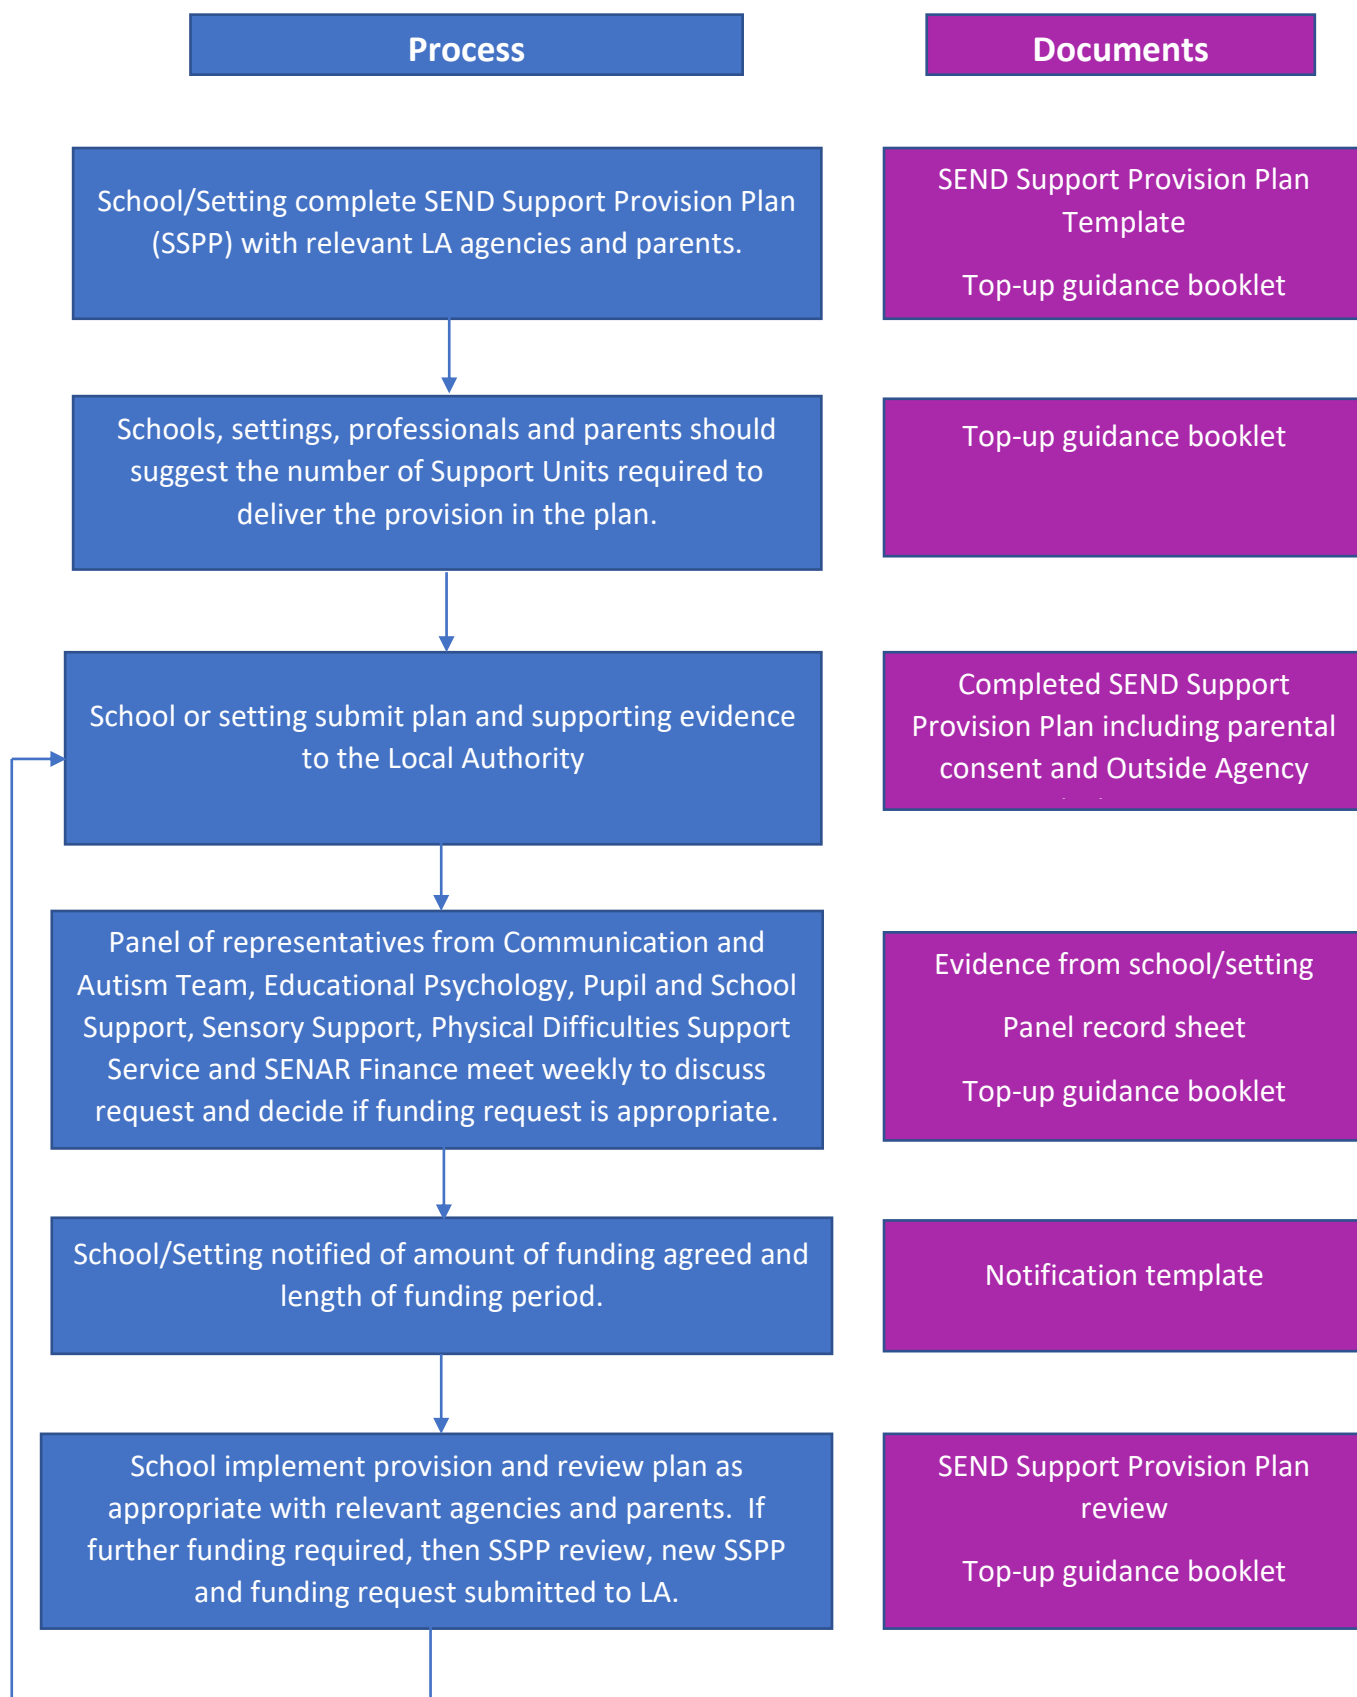 Process
Documents
School/Setting complete SEND Support Provision Plan
(SSPP) with relevant LA agencies and parents.
SEND Support Provision Plan
Template
Top-up guidance booklet
Schools, settings, professionals and parents should
suggest the number of Support Units required to
deliver the provision in the plan.
Top-up guidance booklet
School or setting submit plan and supporting evidence
to the Local Authority
Completed SEND Support
Provision Plan including parental
consent and Outside Agency
Panel of representatives from Communication and
Autism Team, Educational Psychology, Pupil and School
Support, Sensory Support, Physical Difficulties Support
Service and SENAR Finance meet weekly to discuss
request and decide if funding request is appropriate.
Evidence from school/setting
Panel record sheet
Top-up guidance booklet
School/Setting notified of amount of funding agreed and
length of funding period.
Notification template
School implement provision and review plan as
appropriate with relevant agencies and parents.  If
further funding required, then SSPP review, new SSPP
and funding request submitted to LA.
SEND Support Provision Plan
review
Top-up guidance booklet